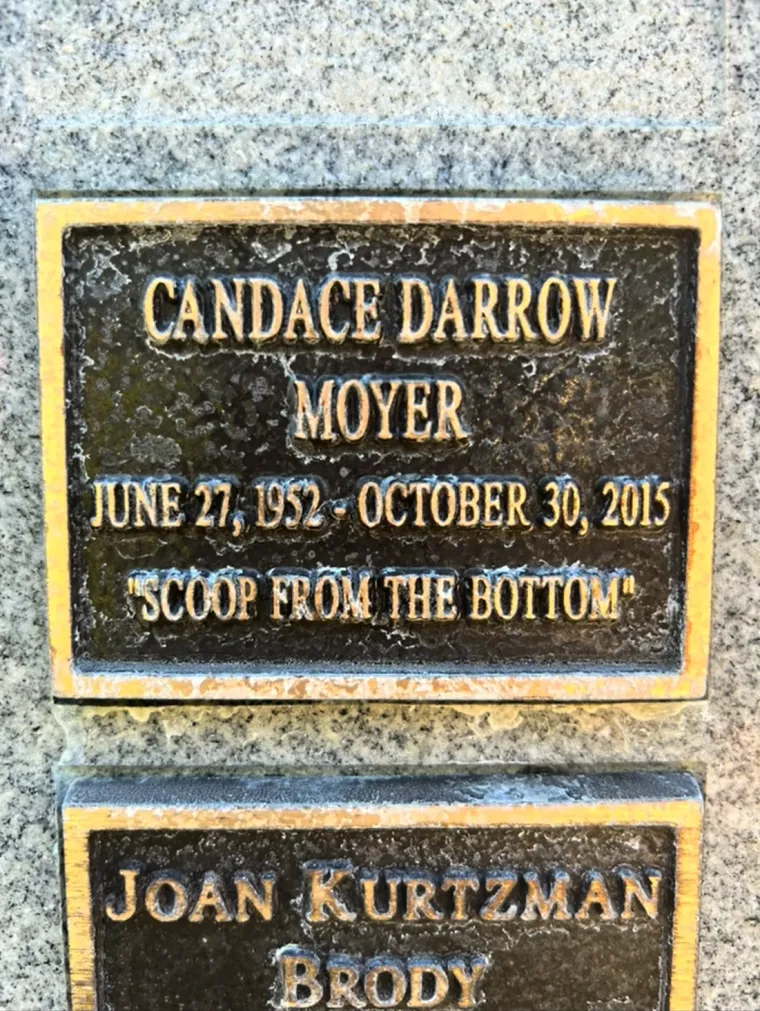 CANDACE DARROW
MOYER
JUNE 27, 1952 - OCTOBER 30, 2015
"SCOOP FROM THE BOTTOM"
JOAN KURTZMAN
BRODY